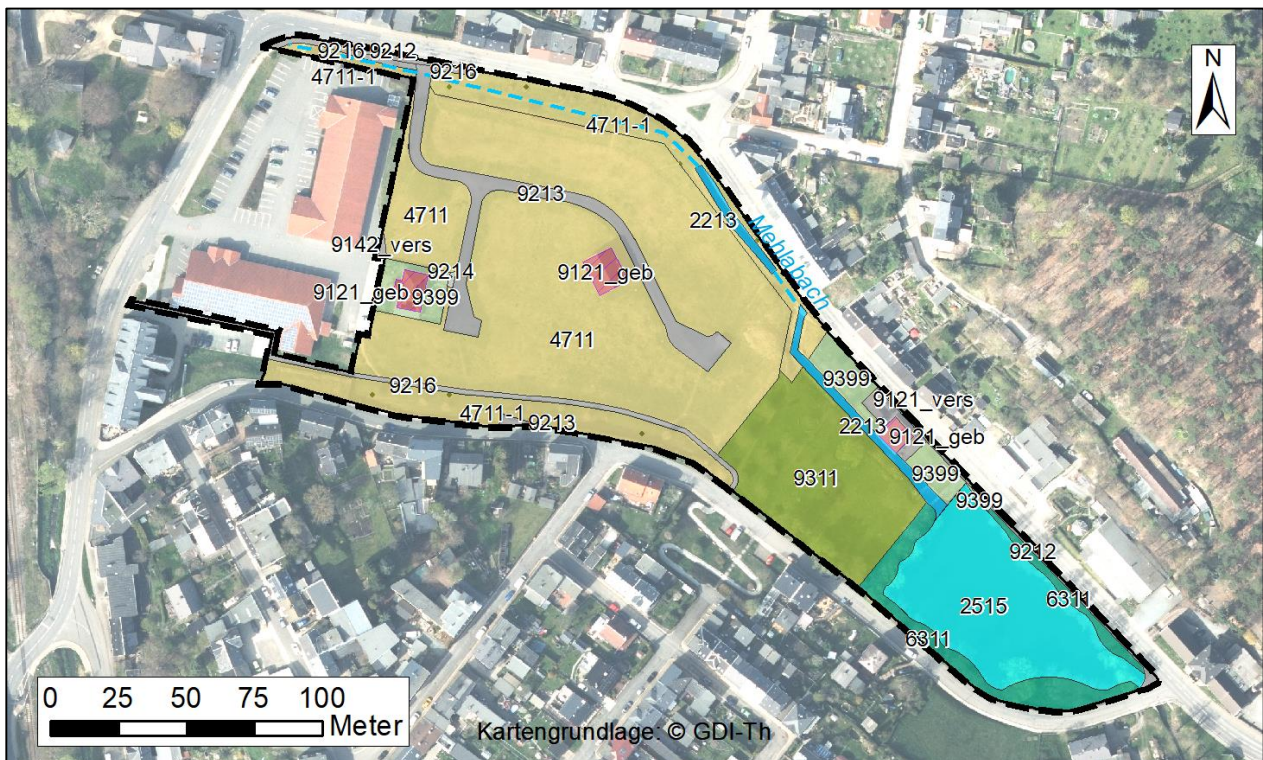 9216 9212
9216
4711-1
N
4711-1
9213
4711
2213
Mehlabach
9142_vers
9214
9121_geb
9121_geb
9399
4711
9216
9399
9121_vers
4711-1
9213
2213
9121_geb
9311
9399
9399
9212
2515
6311
6311
0 25 50 75 100
Meter
Kartengrundlage: © GDI-Th